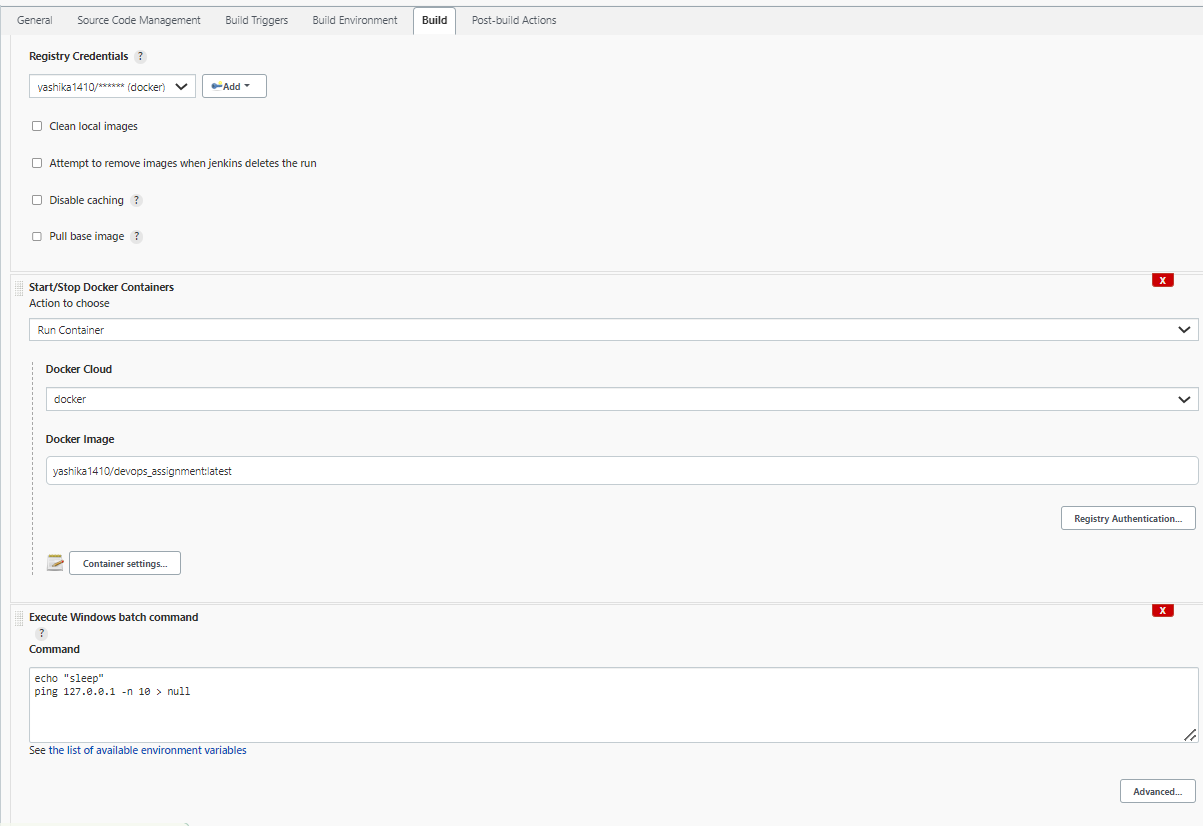 General Source Code Management Build Triggers Build Environment Build Post-build Actions
Registry Credentials ?
yashika1410/****** (docker) Add
Clean local images
Attempt to remove images when jenkins deletes the run
Disable caching ?
Pull base image ?
X
Start/Stop Docker Containers
Action to choose
Run Container
Docker Cloud
docker
Docker Image
yashika1410/devops_assignment:latest
Registry Authentication...
Container settings...
X
Execute Windows batch command
?
Command
echo "sleep"
ping 127.0.0.1 -n 10 > null
See the list of available environment variables
Advanced...